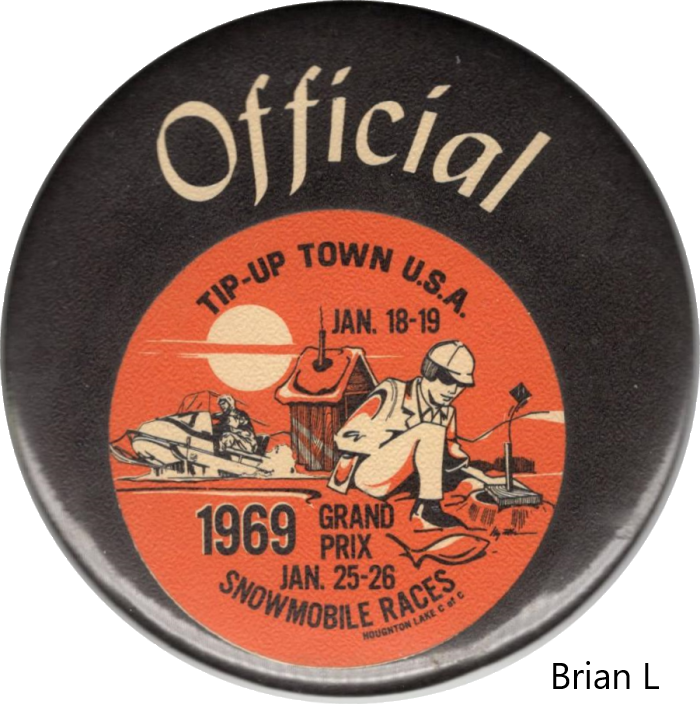 Official
TIP-UP TOWN U.S.A.
JAN. 18-19
1969
GRAND
PRIX
JAN. 25-26
SNOWMOBILE RACES
HOUGHTON LAKE C of C
Brian L